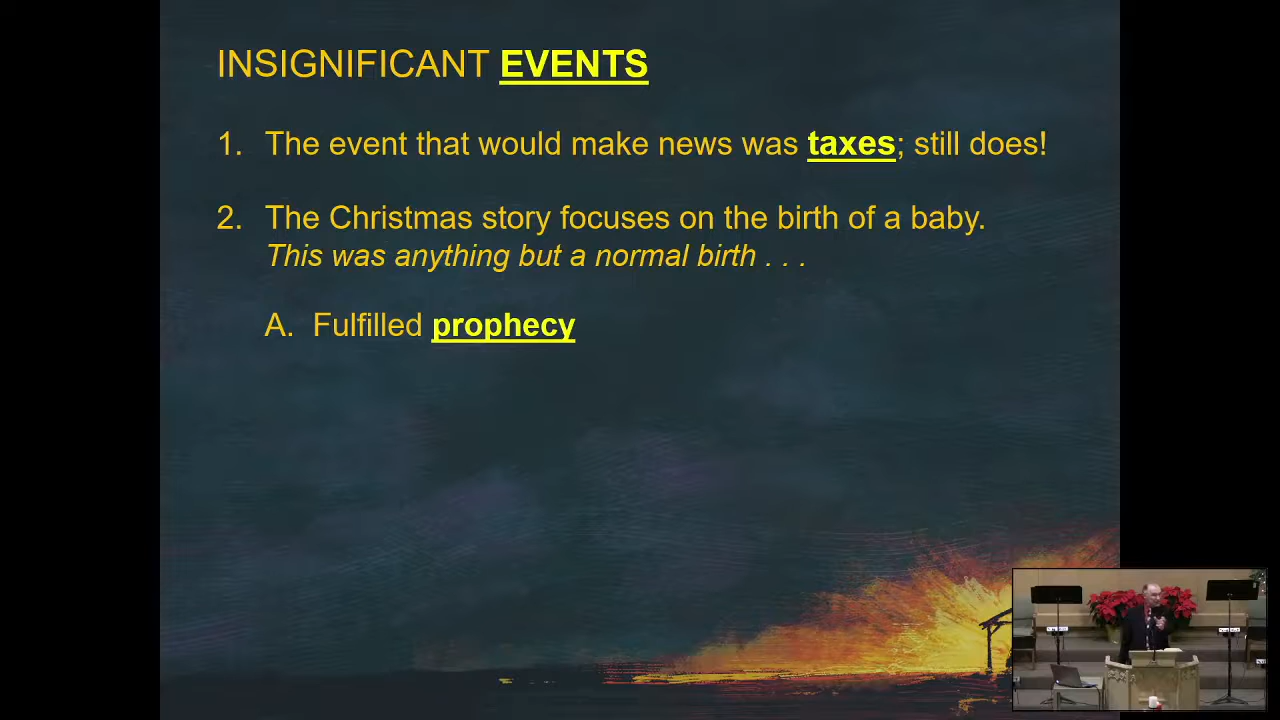 INSIGNIFICANT EVENTS
1. The event that would make news was taxes; still does!
2. The Christmas story focuses on the birth of a baby.
This was anything but a normal birth . . .
A. Fulfilled prophecy